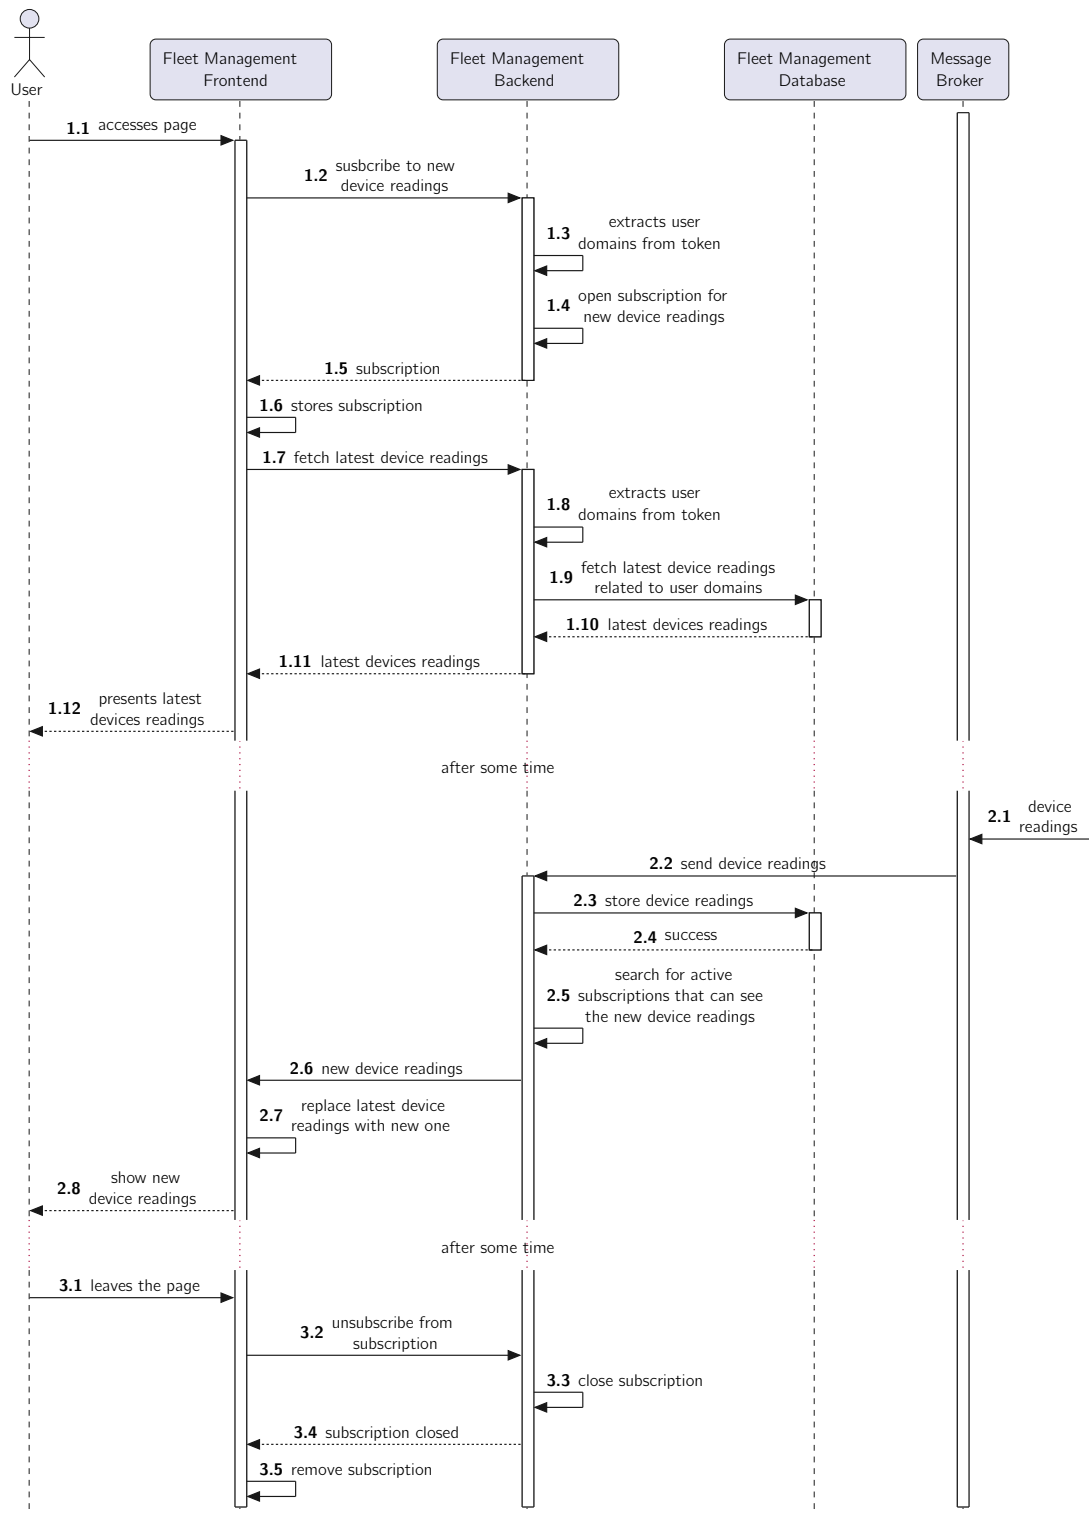 User
Fleet Management
Frontend
Fleet Management
Backend
Fleet Management
Database
Message
Broker
1.1 accesses page
1.2 susbcribe to new
device readings
1.3 extracts user
domains from token
1.4 open subscription for
new device readings
1.5 subscription
1.6 stores subscription
1.7 fetch latest device readings
1.8 extracts user
domains from token
1.9 fetch latest device readings
related to user domains
1.10 latest devices readings
1.11 latest devices readings
1.12 presents latest
devices readings
after some time
2.1 device
readings
2.2 send device readings
2.3 store device readings
2.4 success
2.5 search for active
subscriptions that can see
the new device readings
2.6 new device readings
2.7 replace latest device
readings with new one
2.8 show new
device readings
after some time
3.1 leaves the page
3.2 unsubscribe from
subscription
3.3 close subscription
3.4 subscription closed
3.5 remove subscription